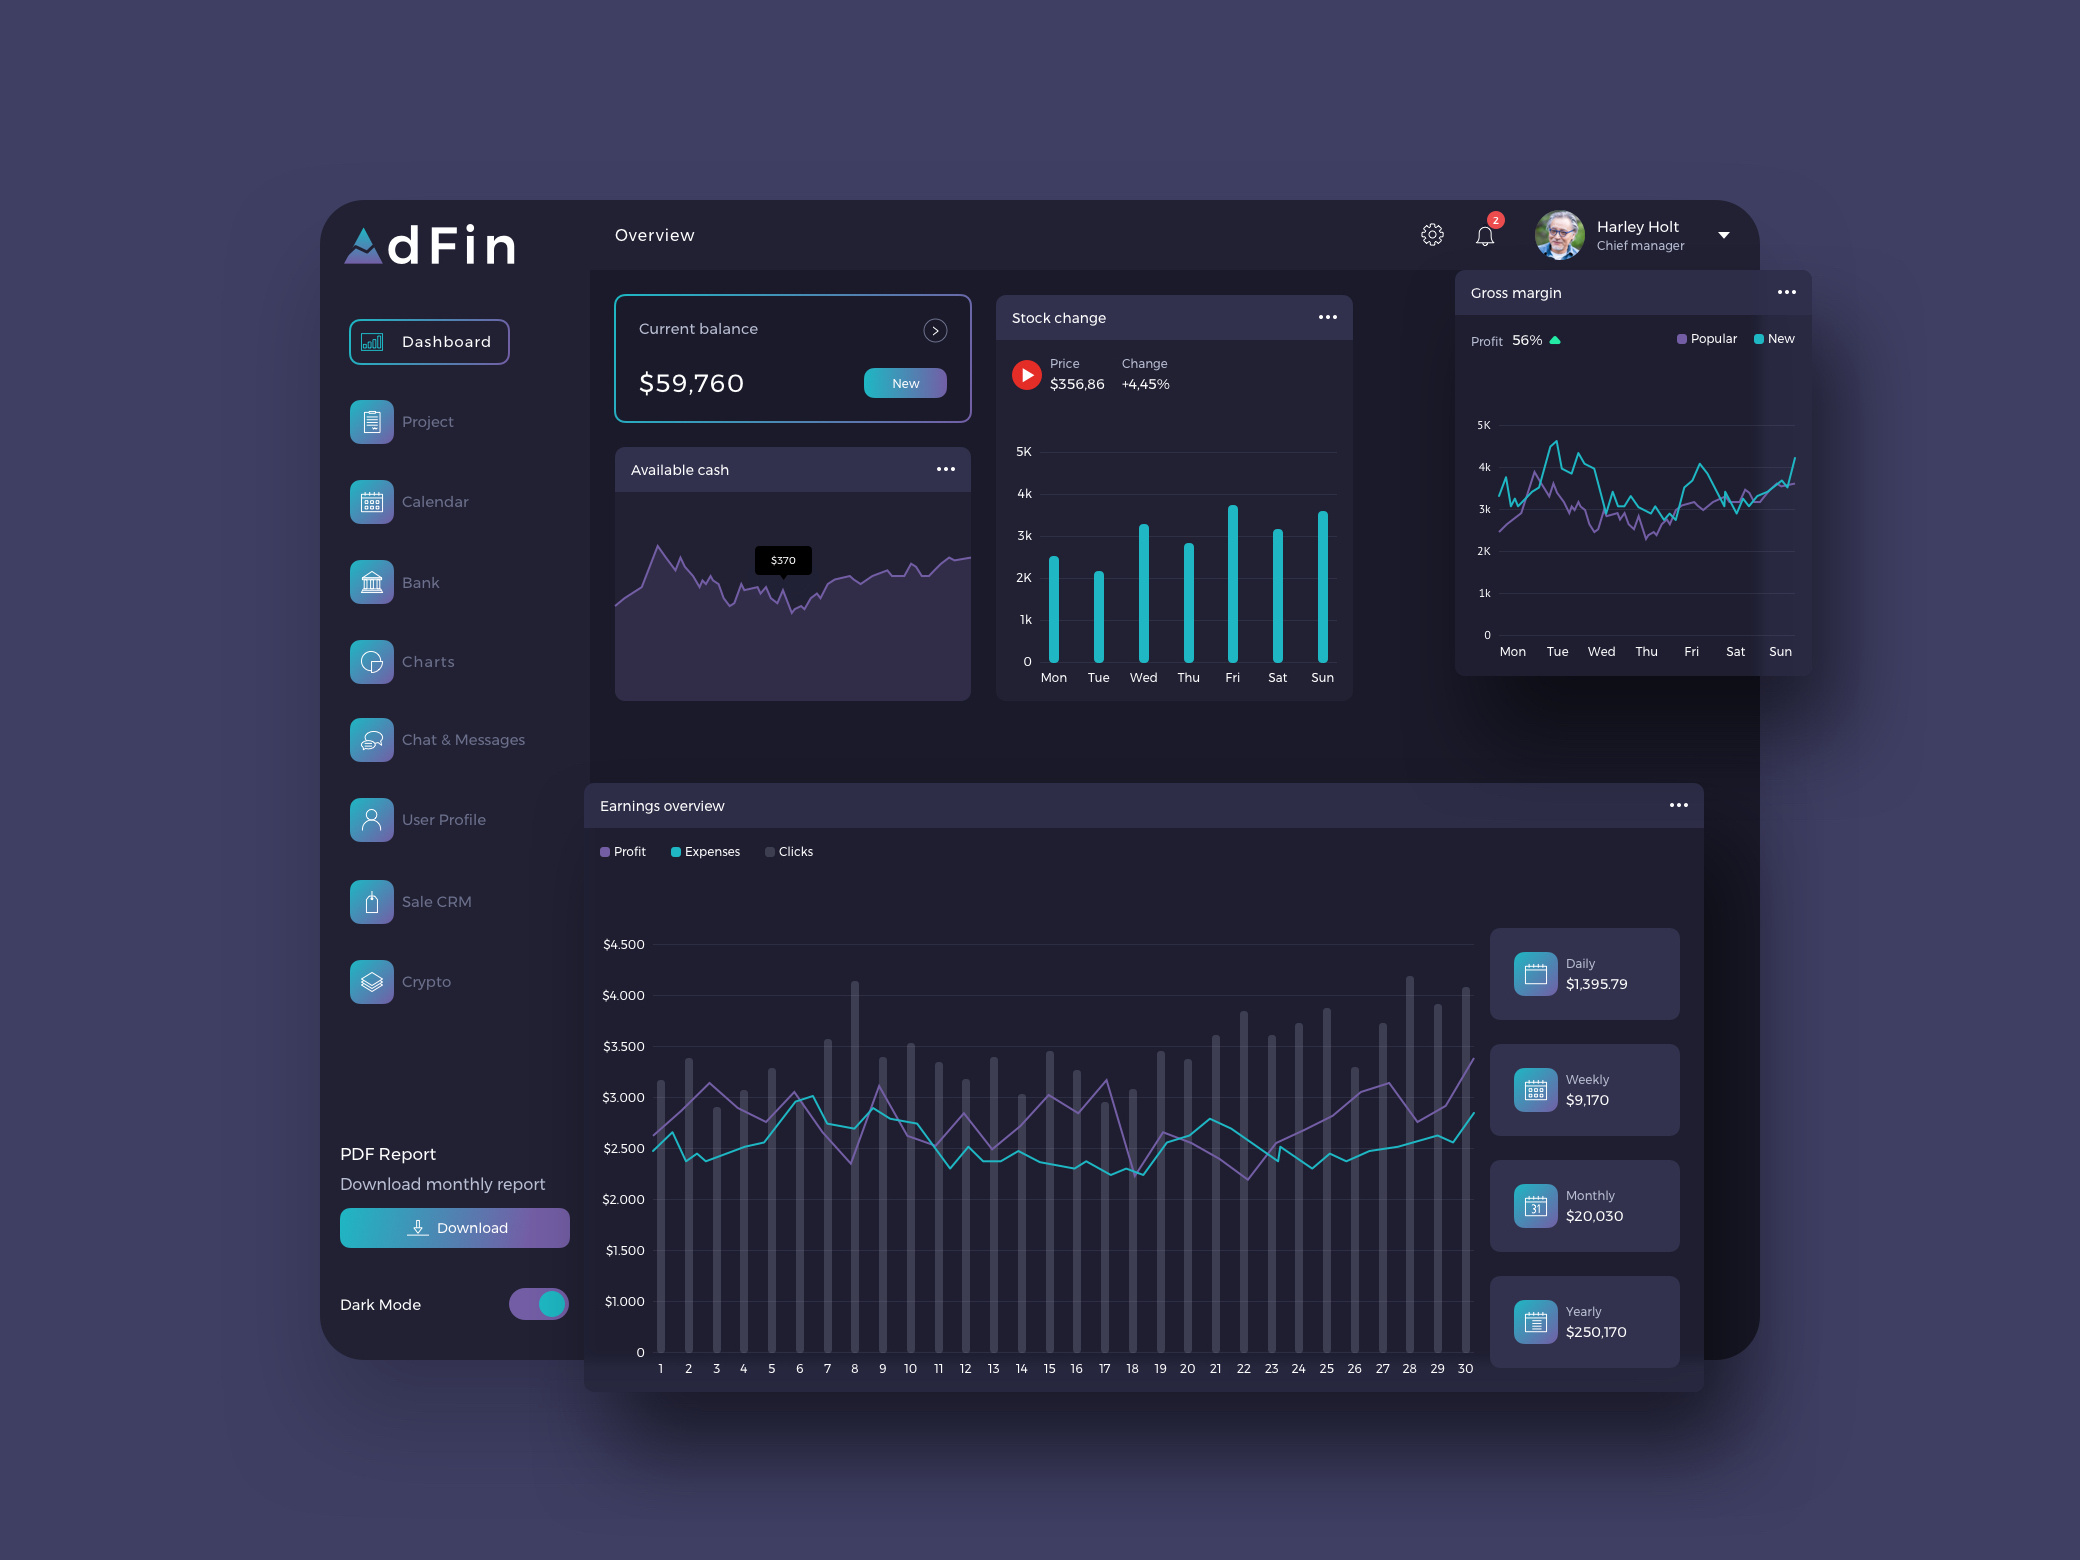 AdFin
Overview
2
Harley Holt
Chief manager
Dashboard
Project
Calendar
Bank
Charts
Chat & Messages
User Profile
Sale CRM
Crypto
PDF Report
Download monthly report
Download
Dark Mode
Current balance
$59,760
New
Available cash
$370
Stock change
Price
$356,86
Change
+4,45%
5K
4k
3k
2K
1k
0
Mon Tue Wed Thu Fri Sat Sun
Gross margin
Profit 56%
Popular New
5K
4k
3k
2K
1k
0
Mon Tue Wed Thu Fri Sat Sun
Earnings overview
Profit Expenses Clicks
$4.500
$4.000
$3.500
$3.000
$2.500
$2.000
$1.500
$1.000
0
1 2 3 4 5 6 7 8 9 10 11 12 13 14 15 16 17 18 19 20 21 22 23 24 25 26 27 28 29 30
Daily
$1,395.79
Weekly
$9,170
31
Monthly
$20,030
Yearly
$250,170